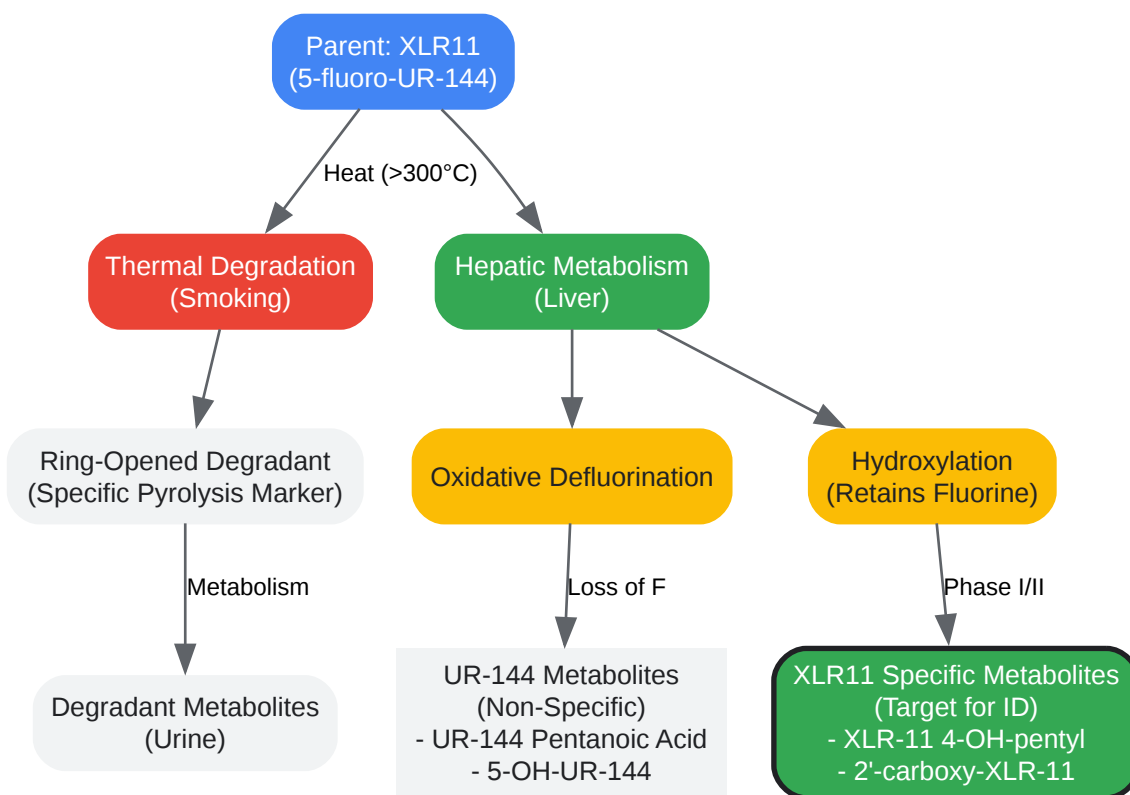 Parent: XLR11
(5-fluoro-UR-144)
Heat (>300°C)
Thermal Degradation
(Smoking)
Hepatic Metabolism
(Liver)
Ring-Opened Degradant
(Specific Pyrolysis Marker)
Oxidative Defluorination
Hydroxylation
(Retains Fluorine)
Metabolism
Loss of F
Phase I/II
Degradant Metabolites
(Urine)
UR-144 Metabolites
(Non-Specific)
- UR-144 Pentanoic Acid
- 5-OH-UR-144
XLR11 Specific Metabolites
(Target for ID)
- XLR-11 4-OH-pentyl
- 2'-carboxy-XLR-11